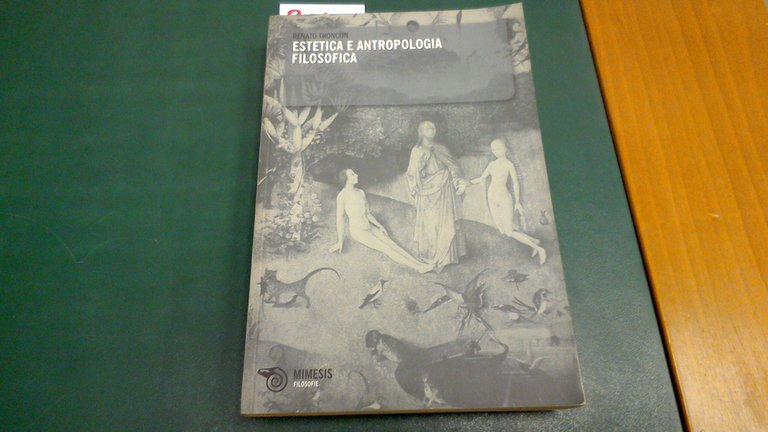 RENATO TRONCON
ESTETICA E ANTROPOLOGIA
FILOSOFICA
MIMESIS
FILOSOFIE